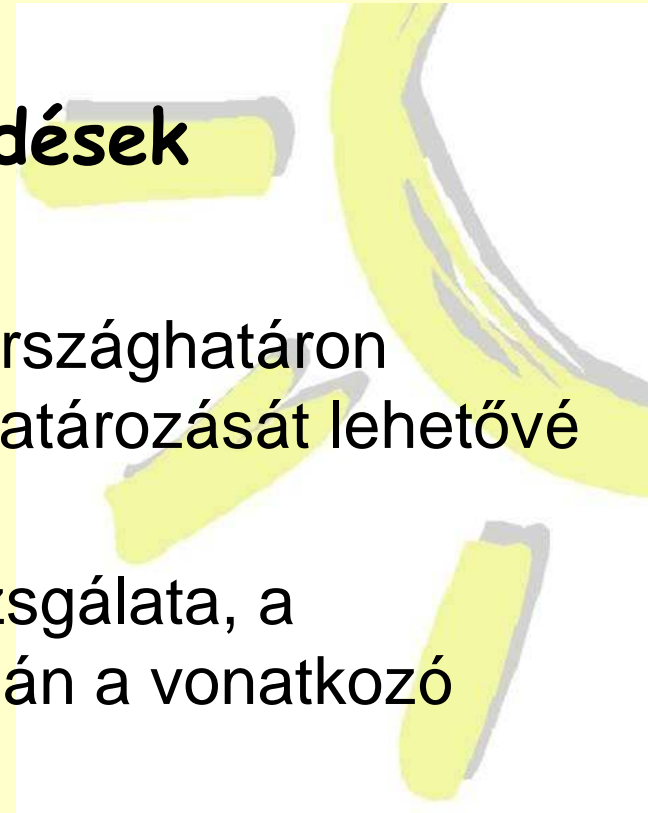 dések
rszághatáron
atározását lehetővé
zsgálata, a
án a vonatkozó